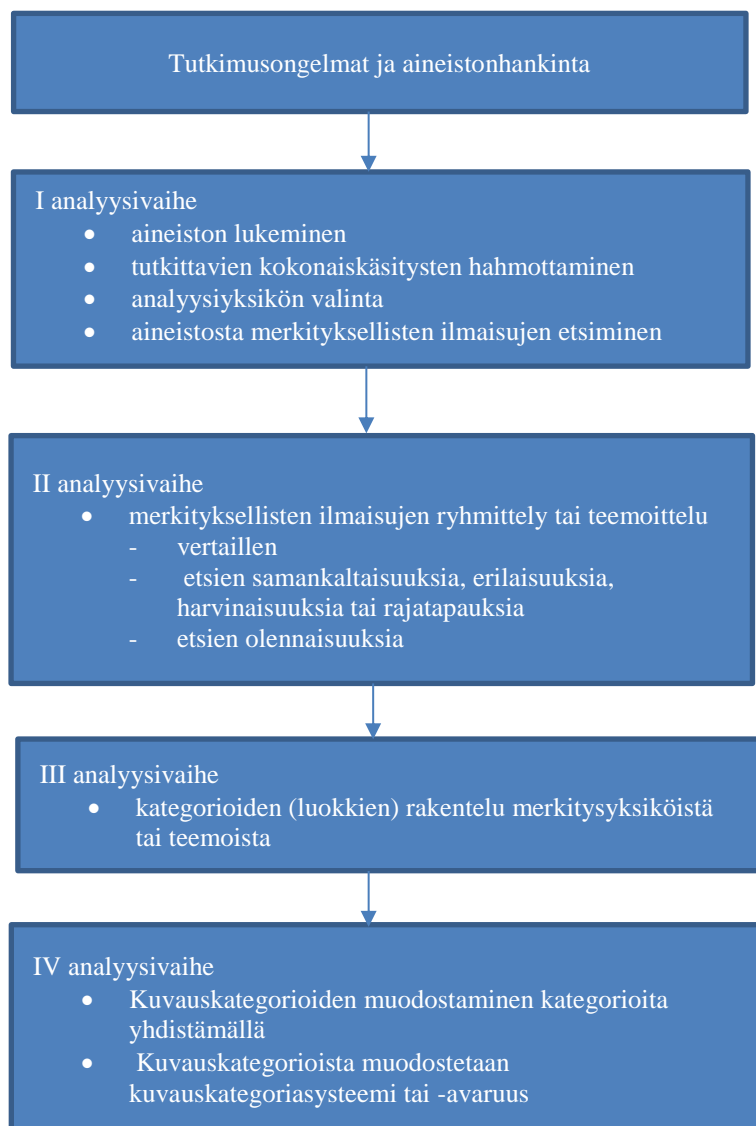 Tutkimusongelmat ja aineistonhankinta
I analyysivaihe
• aineiston lukeminen
• tutkittavien kokonaiskäsitysten hahmottaminen
• analyysiyksikön valinta
• aineistosta merkityksellisten ilmaisujen etsiminen
II analyysivaihe
• merkityksellisten ilmaisujen ryhmittely tai teemoittelu
- vertaillen
- etsien samankaltaisuuksia, erilaisuuksia,
harvinaisuuksia tai rajatapauksia
- etsien olennaisuuksia
III analyysivaihe
• kategorioiden (luokkien) rakentelu merkitysyksiköistä
tai teemoista
IV analyysivaihe
• Kuvauskategorioiden muodostaminen kategorioita
yhdistämällä
• Kuvauskategorioista muodostetaan
kuvauskategoriasysteemi tai -avaruus